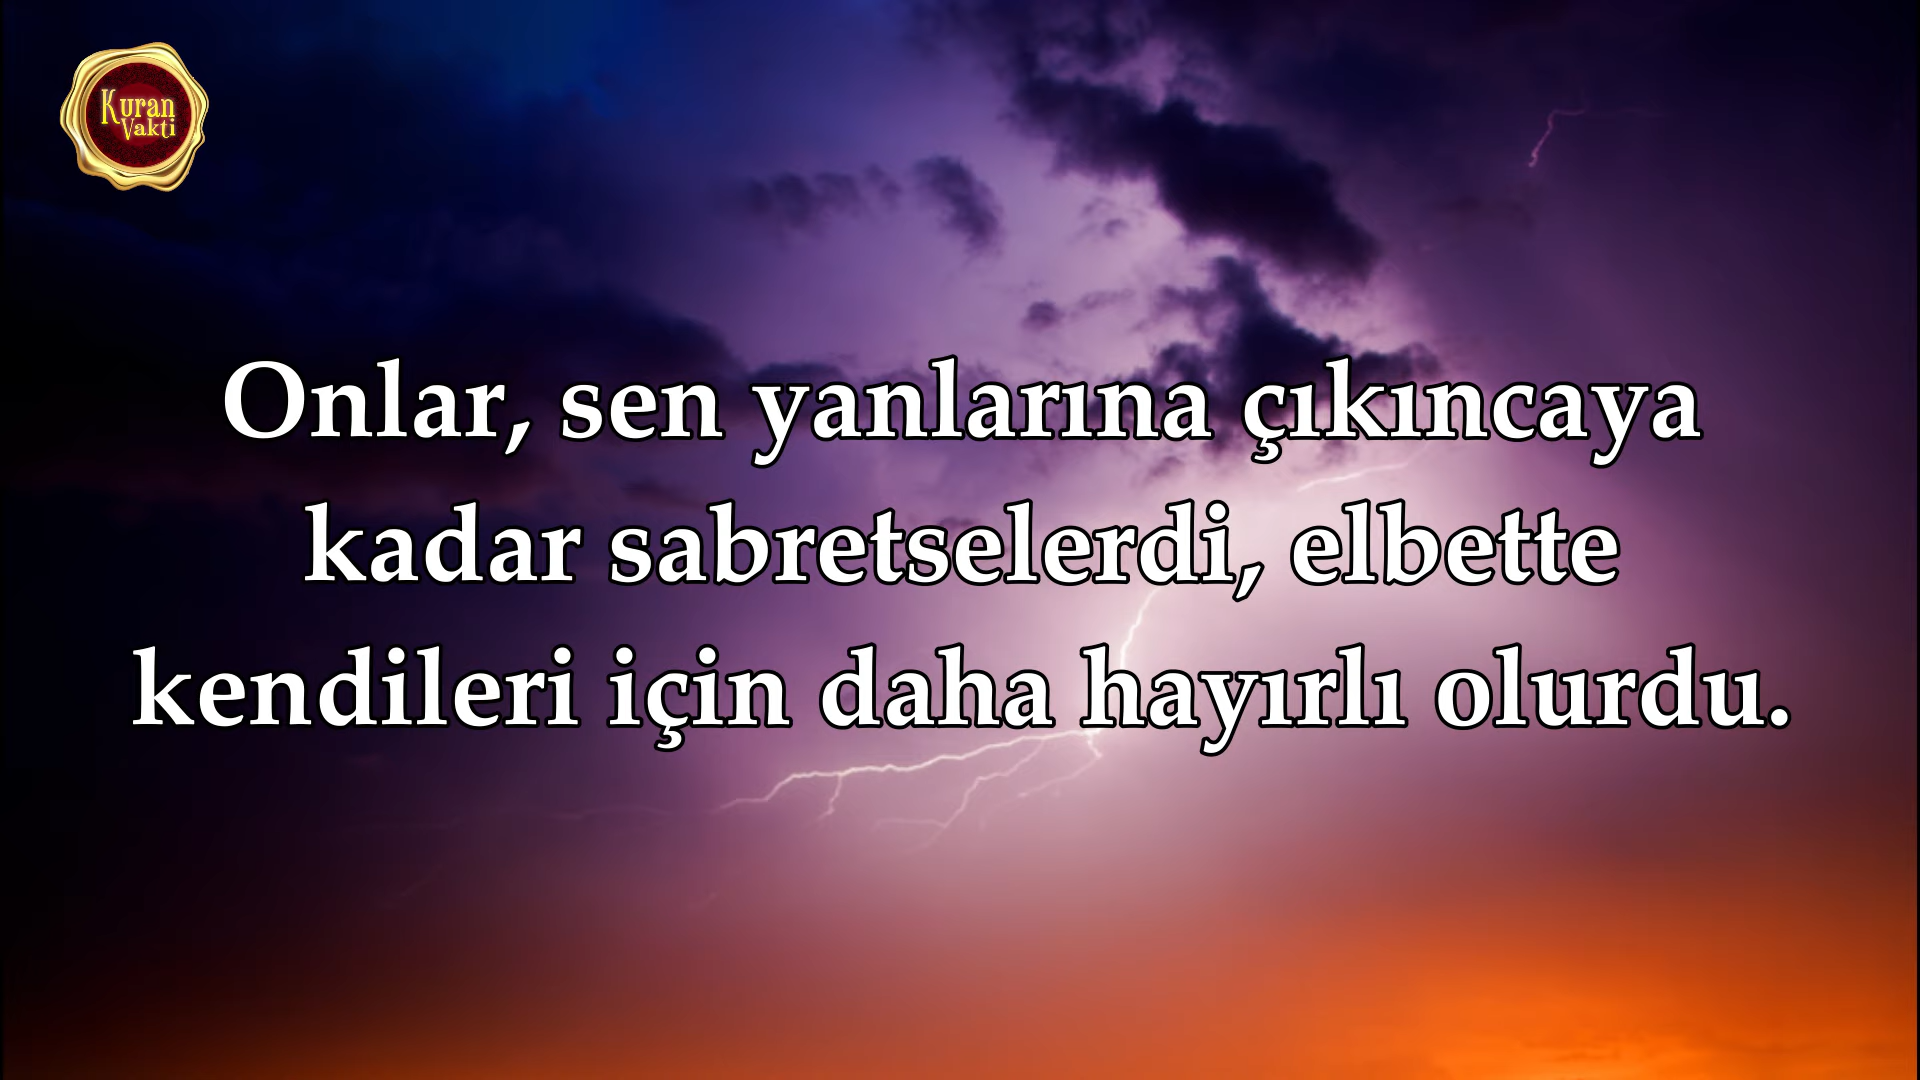 Kuran
Vakti
Onlar, sen yanlarına çıkıncaya
kadar sabretselerdi, elbette
kendileri için daha hayırlı olurdu.